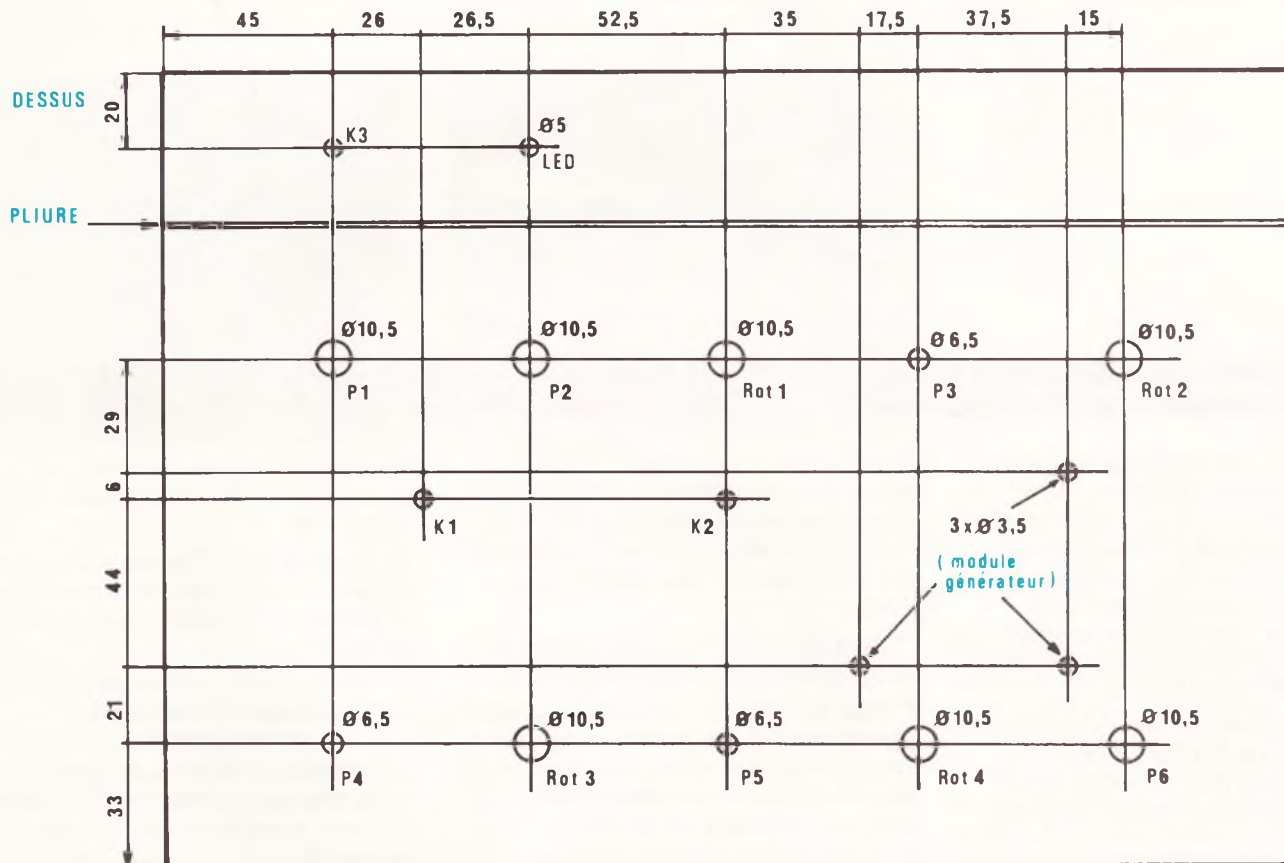 45 26 26,5 52,5 35 17,5 37,5 15
DESSUS
20
K3
Ø5
LED
PLIURE
Ø10,5 Ø10,5 Ø10,5 Ø6,5 Ø10,5
P1 P2 Rot 1 P3 Rot 2
29
6
K1 K2
3xØ3,5
(module
générateur)
44
21
Ø6,5 Ø10,5 Ø6,5 Ø10,5 Ø10,5
P4 Rot 3 P5 Rot 4 P6
33